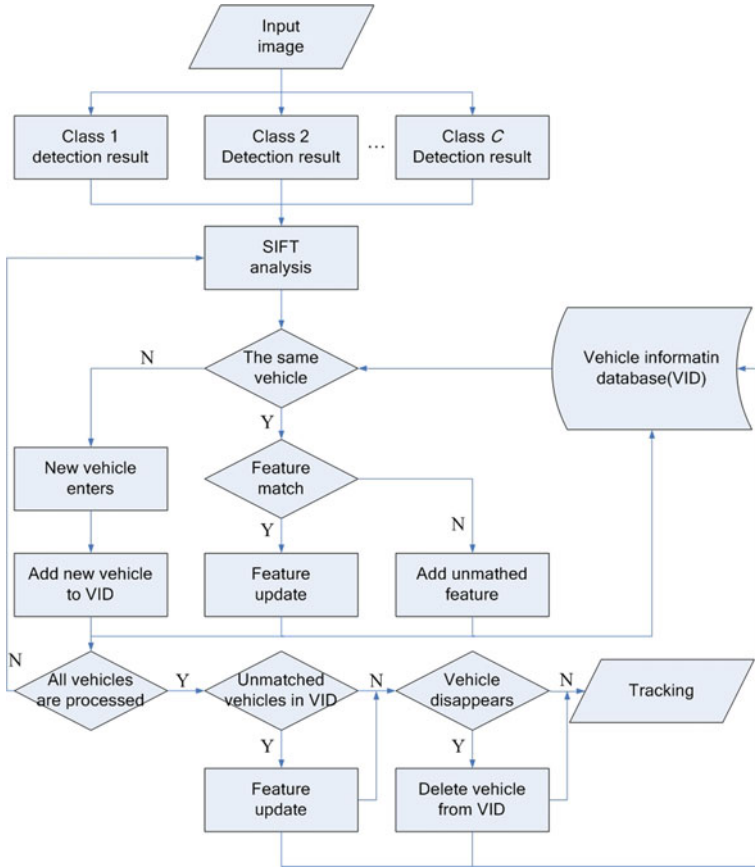 Input
image
Class 1
detection result
Class 2
Detection result
...
Class C
Detection result
SIFT
analysis
The same
vehicle
N
Y
Vehicle informatin
database(VID)
New vehicle
enters
Feature
match
N
Y
Add new vehicle
to VID
Feature
update
Add unmathed
feature
N
All vehicles
are processed
Y
Unmatched
vehicles in VID
N
Vehicle
disappears
N
Tracking
Y
Y
Feature
update
Delete vehicle
from VID